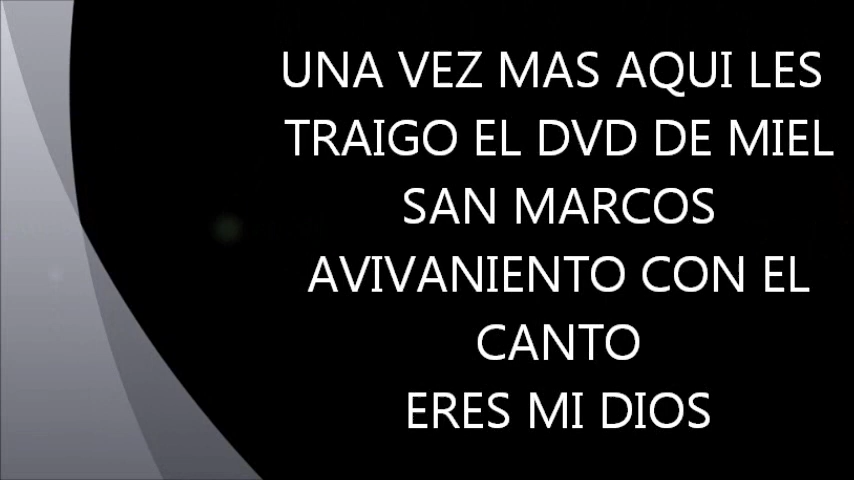 UNA VEZ MAS AQUI LES
TRAIGO EL DVD DE MIEL
SAN MARCOS
AVIVANIENTO CON EL
CANTO
ERES MI DIOS